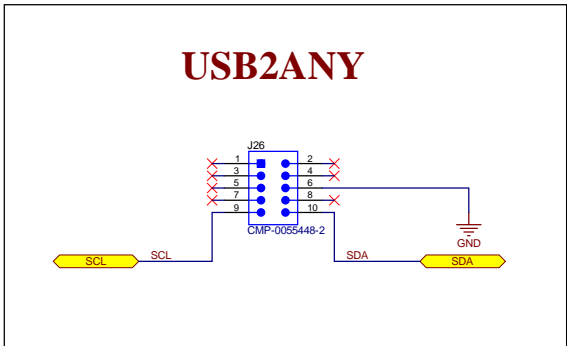 USB2ANY
J26
1 2
3 4
5 6
7 8
9 10
CMP-0055448-2
GND
SCL SCL SDA SDA